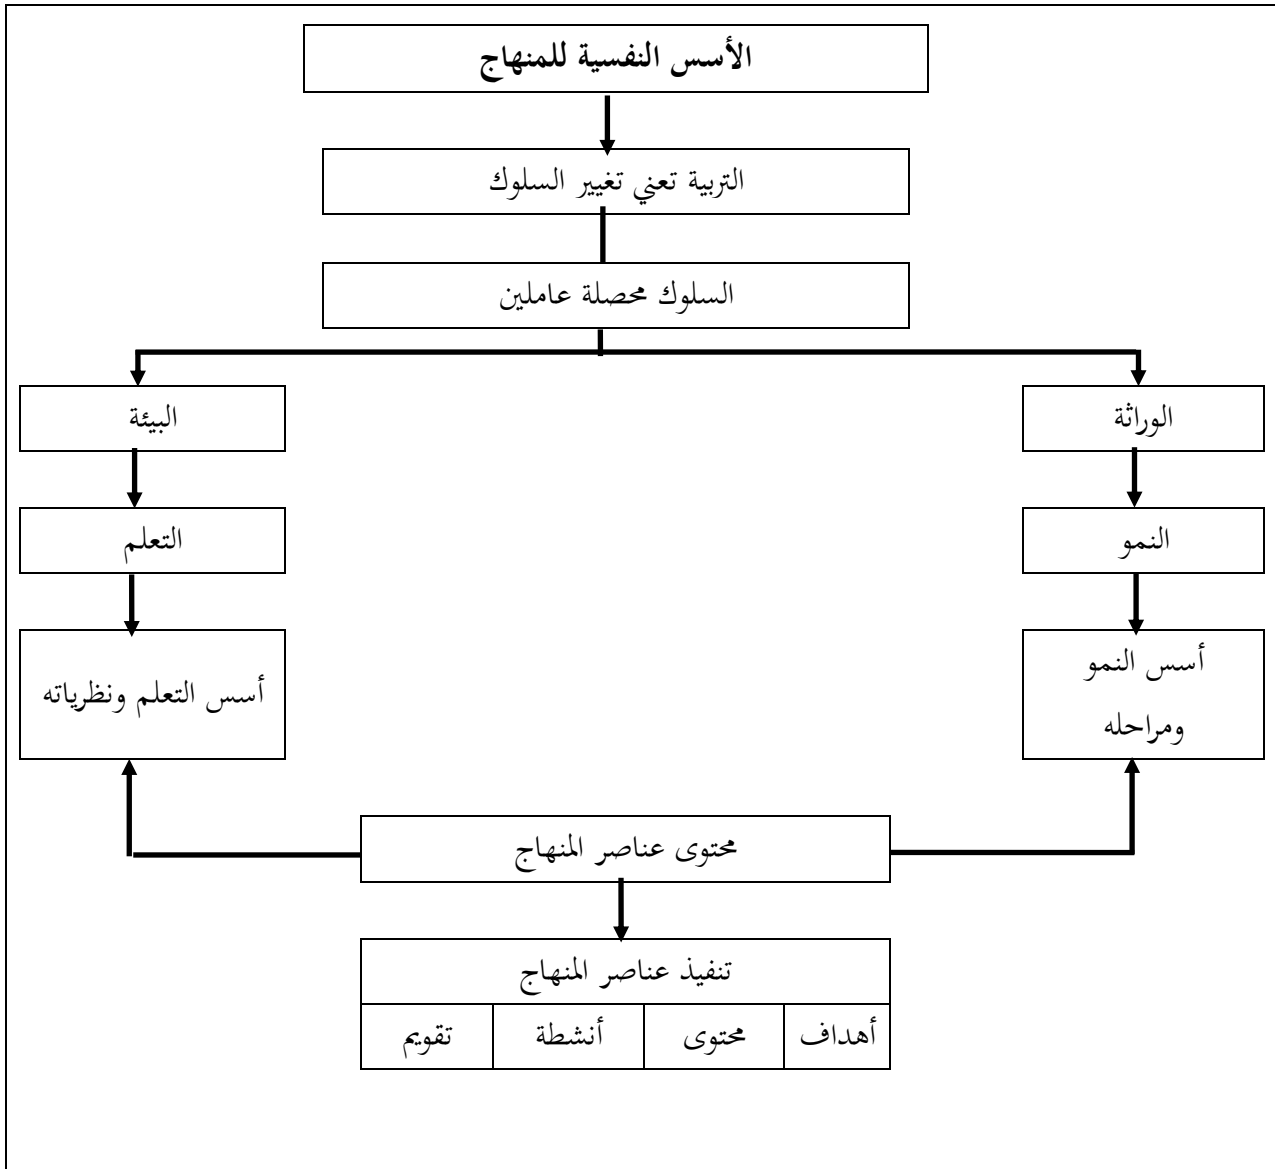 الأسس النفسية للمنهاج
التربية تعني تغيير السلوك
السلوك محصلة عاملين
الوراثة
البيئة
النمو
التعلم
أسس النمو
ومراحله
أسس التعلم ونظرياته
محتوى عناصر المنهاج
تنفيذ عناصر المنهاج
أهداف
محتوى
أنشطة
تقويم